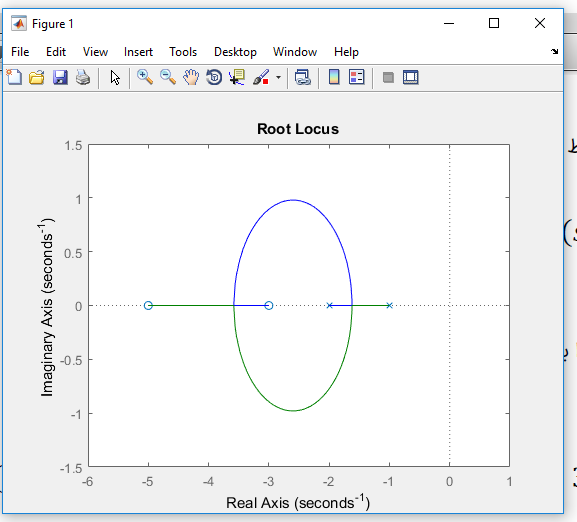 Figure 1
File Edit View Insert Tools Desktop Window Help
Root Locus
Imaginary Axis (seconds⁻¹)
1.5
1
0.5
0
-0.5
-1
-1.5
-6 -5 -4 -3 -2 -1 0 1
Real Axis (seconds⁻¹)